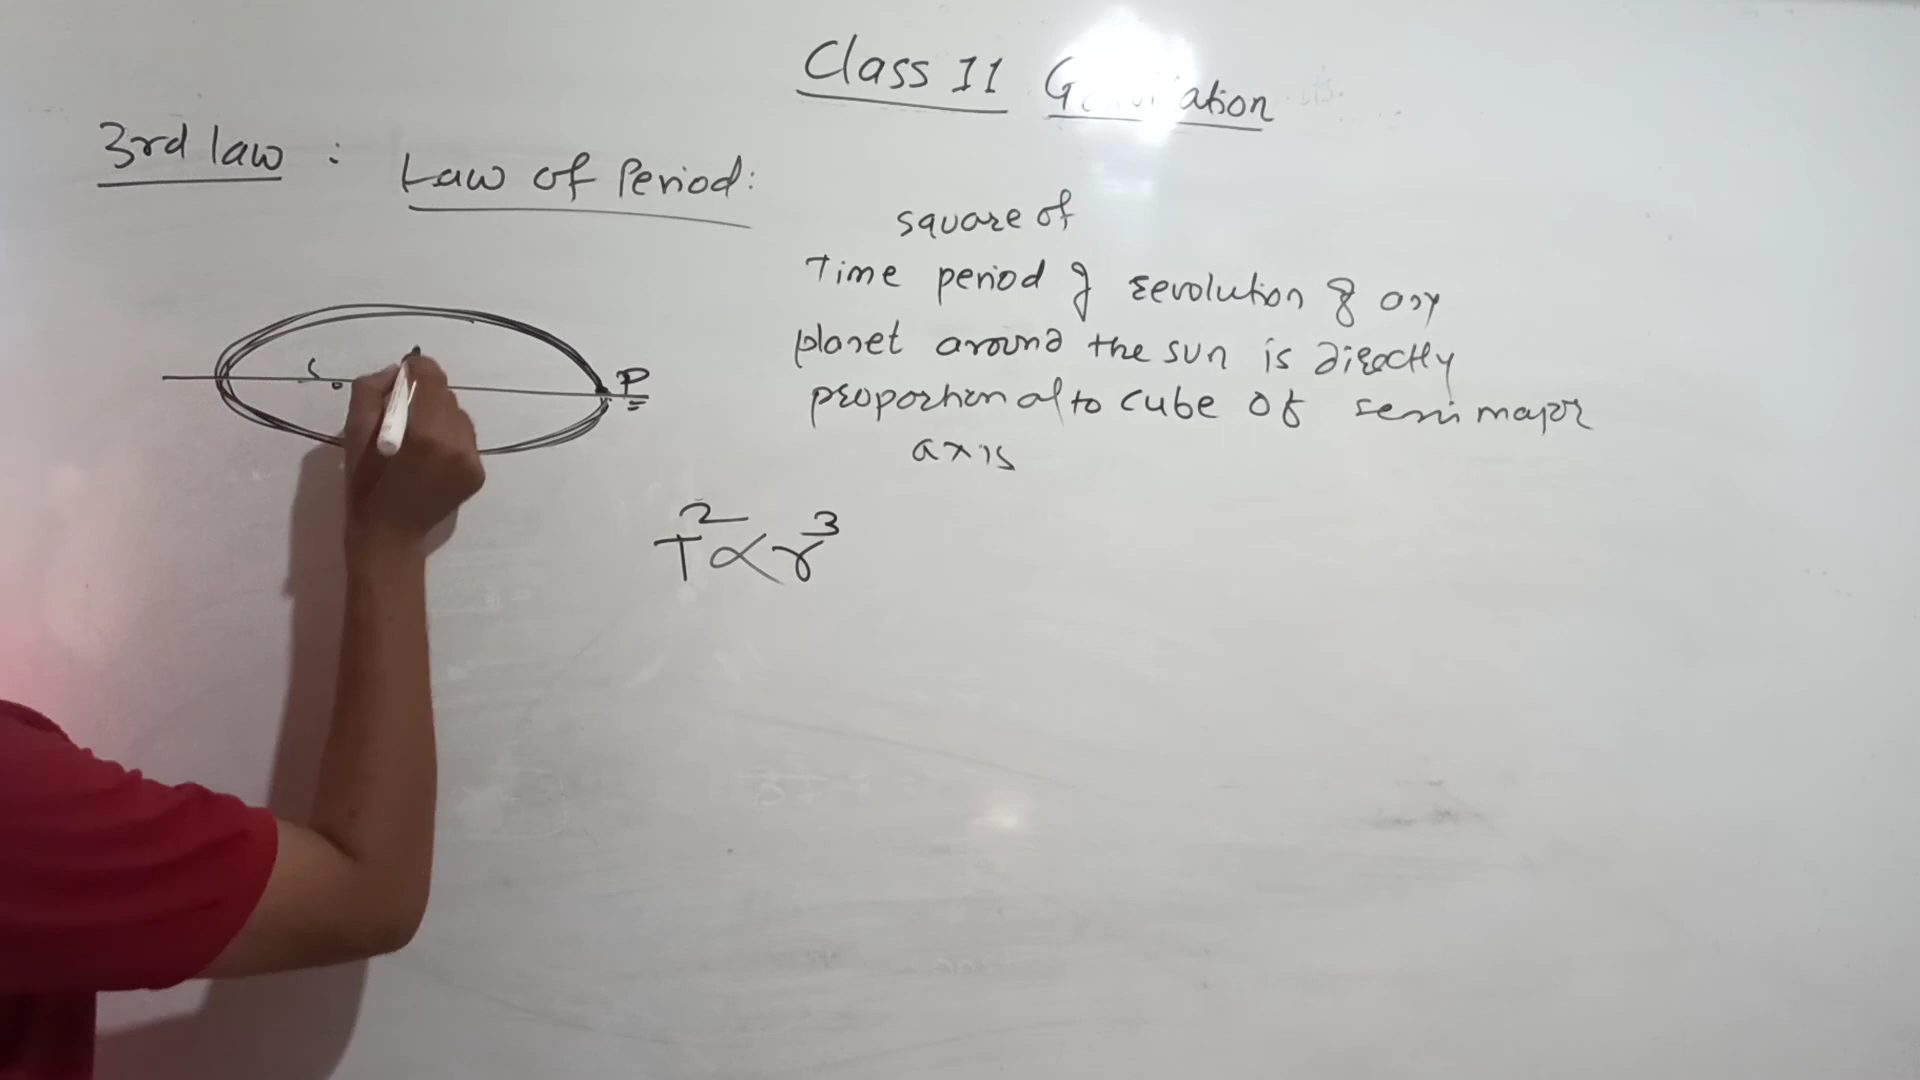 Class 11 Gravitation
3rd law : Law of Period:
square of
Time period of revolution of any
planet around the sun is directly
proportional to cube of semi major
axis
S
P
T² ∝ r³